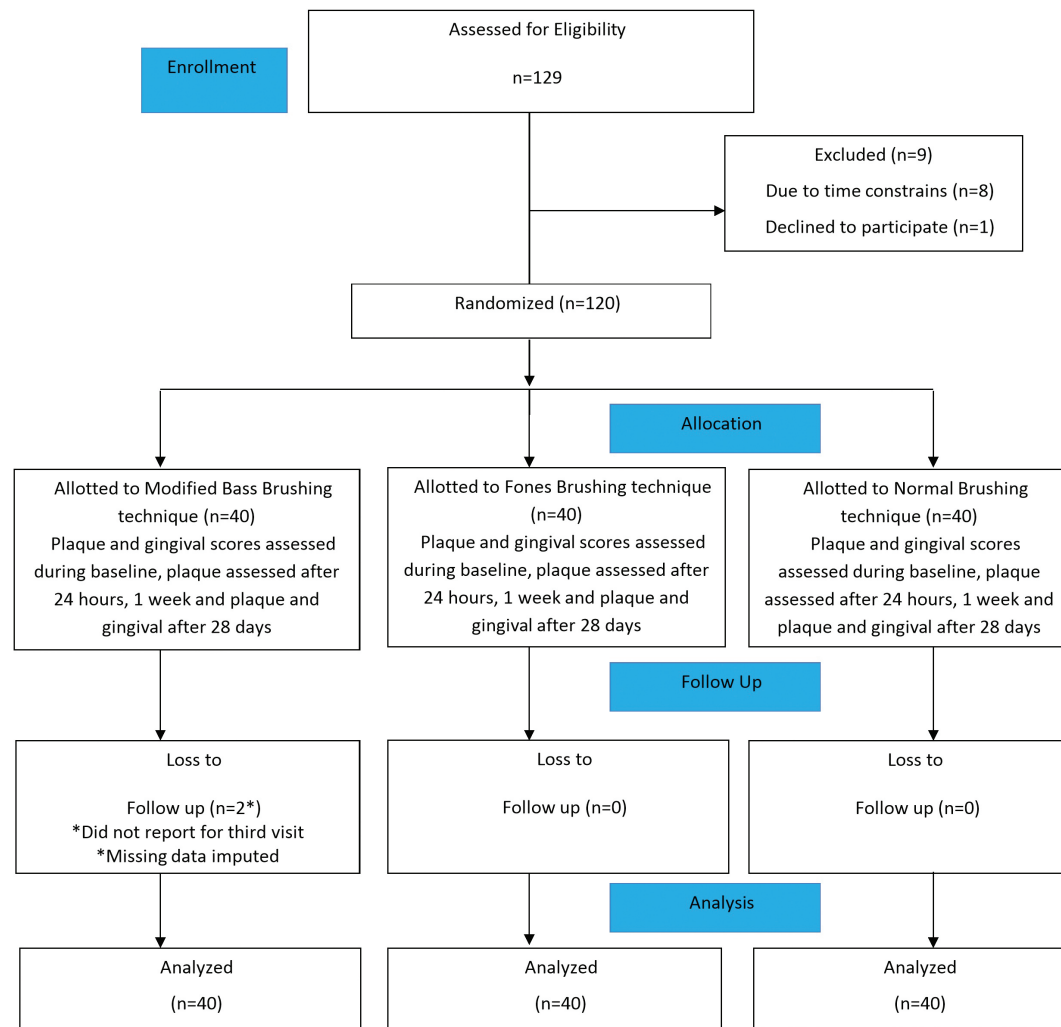 Assessed for Eligibility
n=129
Enrollment
Excluded (n=9)
Due to time constrains (n=8)
Declined to participate (n=1)
Randomized (n=120)
Allocation
Allotted to Modified Bass Brushing
technique (n=40)
Plaque and gingival scores assessed
during baseline, plaque assessed after
24 hours, 1 week and plaque and
gingival after 28 days
Allotted to Fones Brushing technique
(n=40)
Plaque and gingival scores assessed
during baseline, plaque assessed after
24 hours, 1 week and plaque and
gingival after 28 days
Allotted to Normal Brushing
technique (n=40)
Plaque and gingival scores
assessed during baseline, plaque
assessed after 24 hours, 1 week and
plaque and gingival after 28 days
Follow Up
Loss to
Follow up (n=2*)
*Did not report for third visit
*Missing data imputed
Loss to
Follow up (n=0)
Loss to
Follow up (n=0)
Analysis
Analyzed
(n=40)
Analyzed
(n=40)
Analyzed
(n=40)